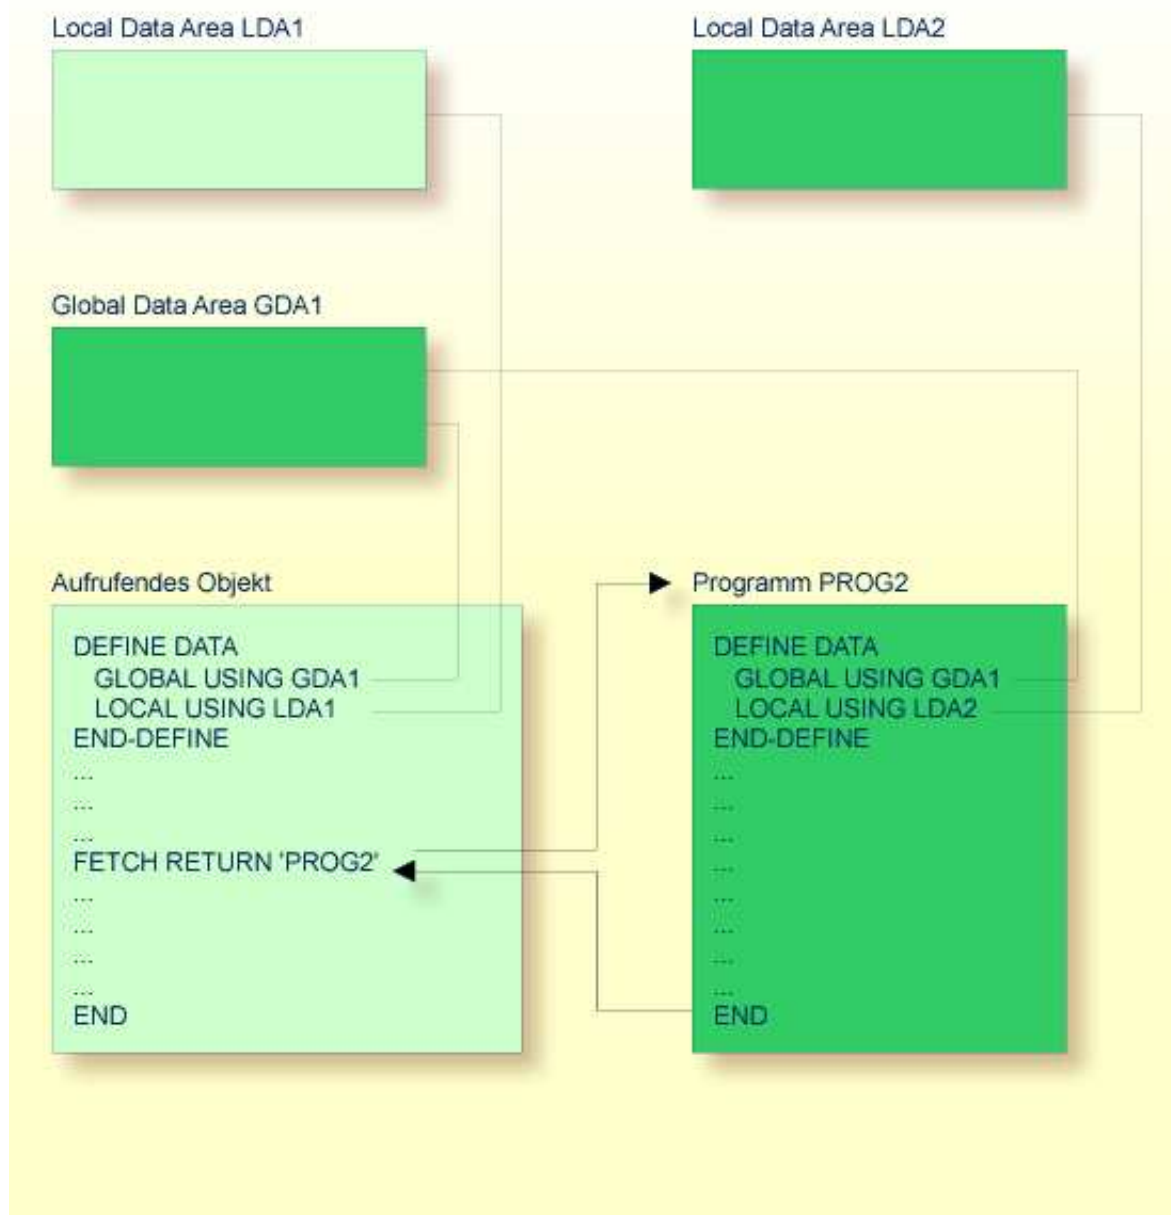 Local Data Area LDA1
Local Data Area LDA2
Global Data Area GDA1
Aufrufendes Objekt
DEFINE DATA
GLOBAL USING GDA1
LOCAL USING LDA1
END-DEFINE
...
...
...
FETCH RETURN 'PROG2'
...
...
...
...
END
Programm PROG2
DEFINE DATA
GLOBAL USING GDA1
LOCAL USING LDA2
END-DEFINE
...
...
...
...
...
...
...
...
END